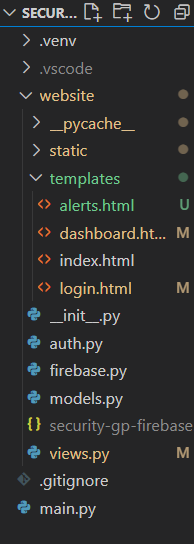 SECUR...
.venv
.vscode
website
__pycache__
static
templates
alerts.html U
dashboard.ht... M
index.html
login.html M
__init__.py
auth.py
firebase.py
models.py
{} security-gp-firebase
views.py M
.gitignore
main.py